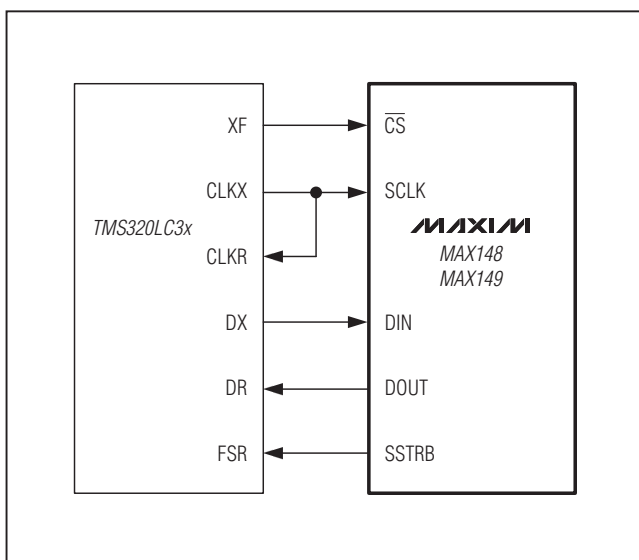 XF
CS
CLKX
SCLK
TMS320LC3x
MAXIM
MAX148
MAX149
CLKR
DX
DIN
DR
DOUT
FSR
SSTRB